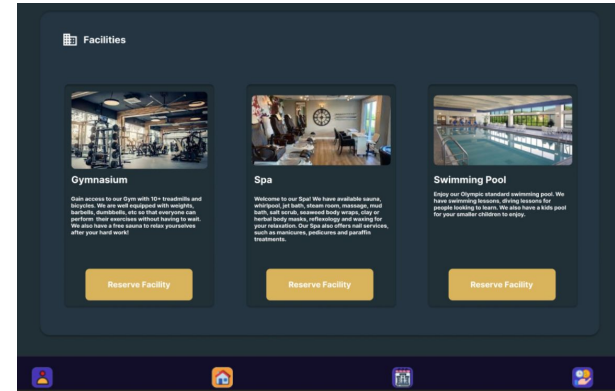 Facilities
Gymnasium
Gain access to our Gym with 10+ treadmills and
bicycles. We are well equipped with weights,
barbells, dumbbells, etc so that everyone can
perform their exercises without having to wait.
We also have a free sauna to relax yourselves
after your hard work!
Reserve Facility
Spa
Welcome to our Spa! We have available sauna,
whirlpool, jet bath, steam room, massage, mud
bath, salt scrub, seaweed body wraps, clay or
herbal body masks, reflexology and waxing for
your relaxation. Our Spa also offers nail services,
such as manicures, pedicures and paraffin
treatments.
Reserve Facility
Swimming Pool
Enjoy our Olympic standard swimming pool. We
have swimming lessons, diving lessons for
people looking to learn. We also have a kids pool
for your smaller children to enjoy.
Reserve Facility